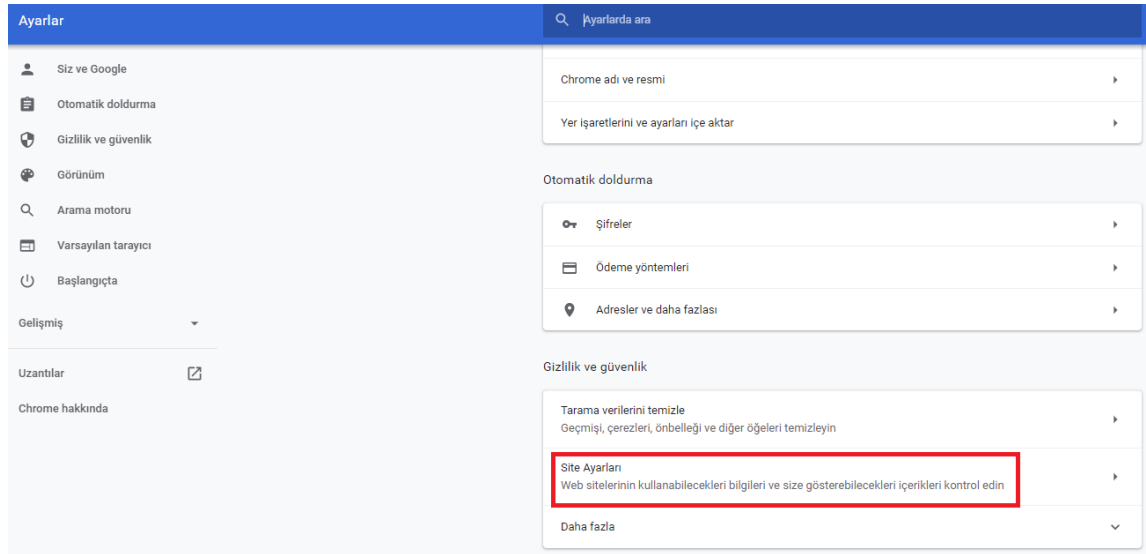 Ayarlar
Ayarlarda ara
Siz ve Google
Otomatik doldurma
Gizlilik ve güvenlik
Görünüm
Arama motoru
Varsayılan tarayıcı
Başlangıçta
Gelişmiş
Uzantılar
Chrome hakkında
Chrome adı ve resmi
Yer işaretlerini ve ayarları içe aktar
Otomatik doldurma
Şifreler
Ödeme yöntemleri
Adresler ve daha fazlası
Gizlilik ve güvenlik
Tarama verilerini temizle
Geçmişi, çerezleri, önbelleği ve diğer öğeleri temizleyin
Site Ayarları
Web sitelerinin kullanabilecekleri bilgileri ve size gösterebilecekleri içerikleri kontrol edin
Daha fazla